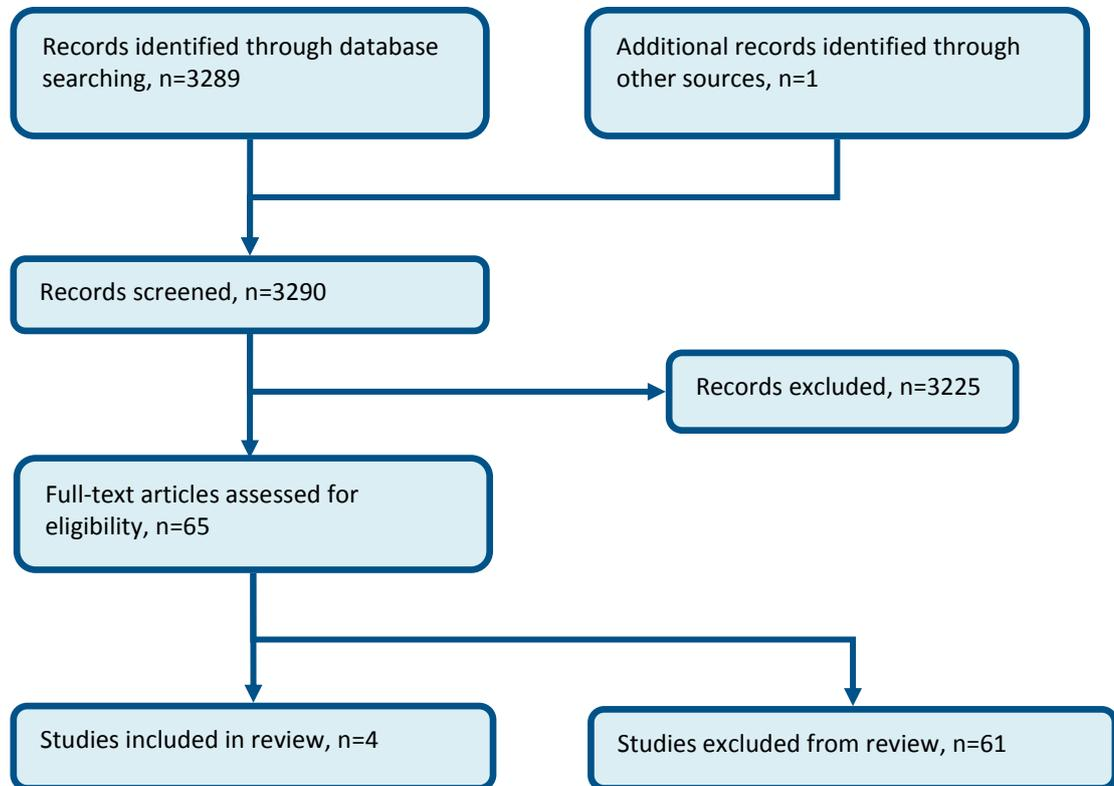 Records identified through database
searching, n=3289
Additional records identified through
other sources, n=1
Records screened, n=3290
Records excluded, n=3225
Full-text articles assessed for
eligibility, n=65
Studies included in review, n=4
Studies excluded from review, n=61